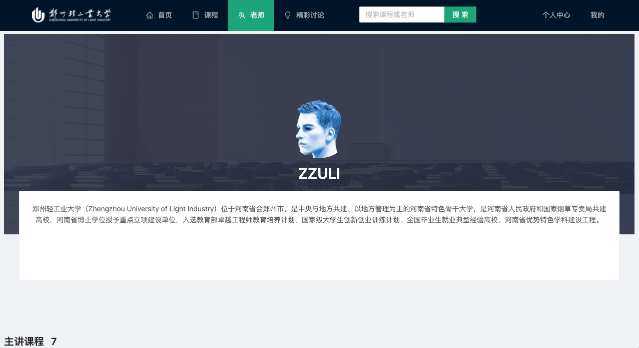 郑州轻工业大学
ZHENGZHOU UNIVERSITY OF LIGHT INDUSTRY
首页
课程
老师
精彩讨论
搜索课程或老师
搜 索
个人中心
我的
ZZULI
郑州轻工业大学（Zhengzhou University of Light Industry）位于河南省会郑州市，是中央与地方共建、以地方管理为主的河南省特色骨干大学，是河南省人民政府和国家烟草专卖局共建
高校、河南省博士学位授予重点立项建设单位，入选教育部卓越工程师教育培养计划、国家级大学生创新创业训练计划、全国毕业生就业典型经验高校、河南省优势特色学科建设工程。
主讲课程 7